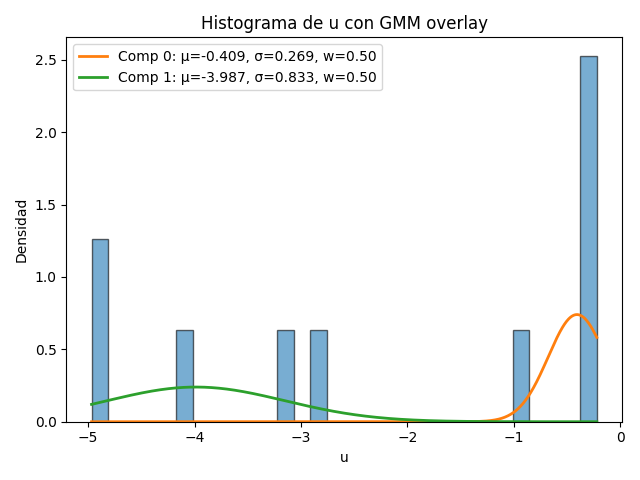 Histograma de u con GMM overlay
Comp 0: μ=-0.409, σ=0.269, w=0.50
Comp 1: μ=-3.987, σ=0.833, w=0.50
Densidad
2.5
2.0
1.5
1.0
0.5
0.0
−5 −4 −3 −2 −1 0
u